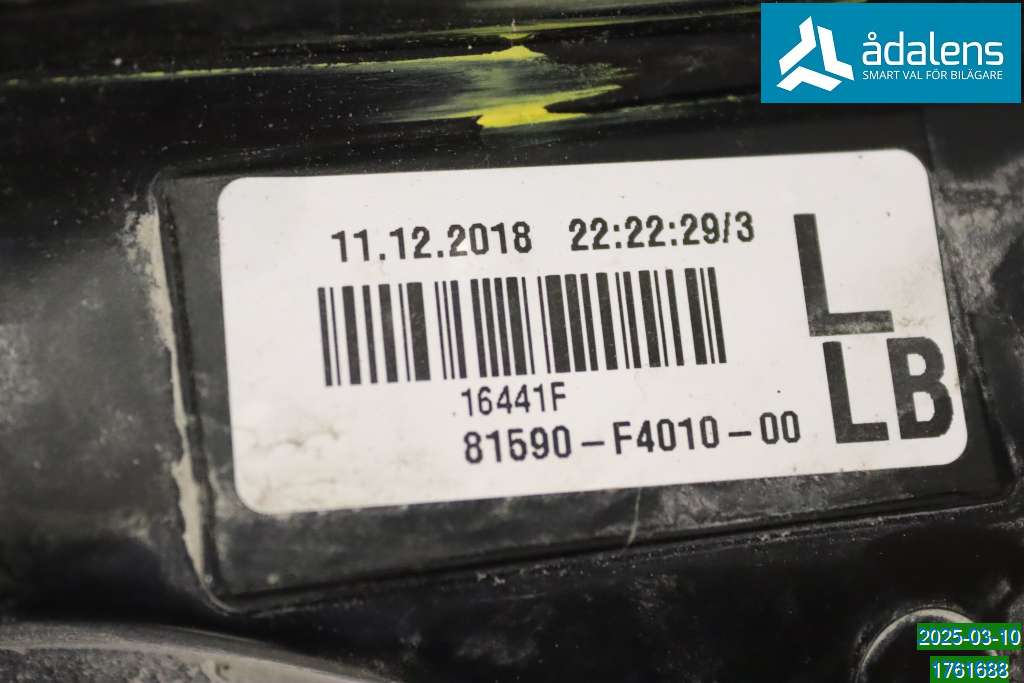 ådalens
SMART VAL FÖR BILÄGARE
11.12.2018 22:22:29/3
L
LB
16441F
81590-F4010-00
2025-03-10
1761688